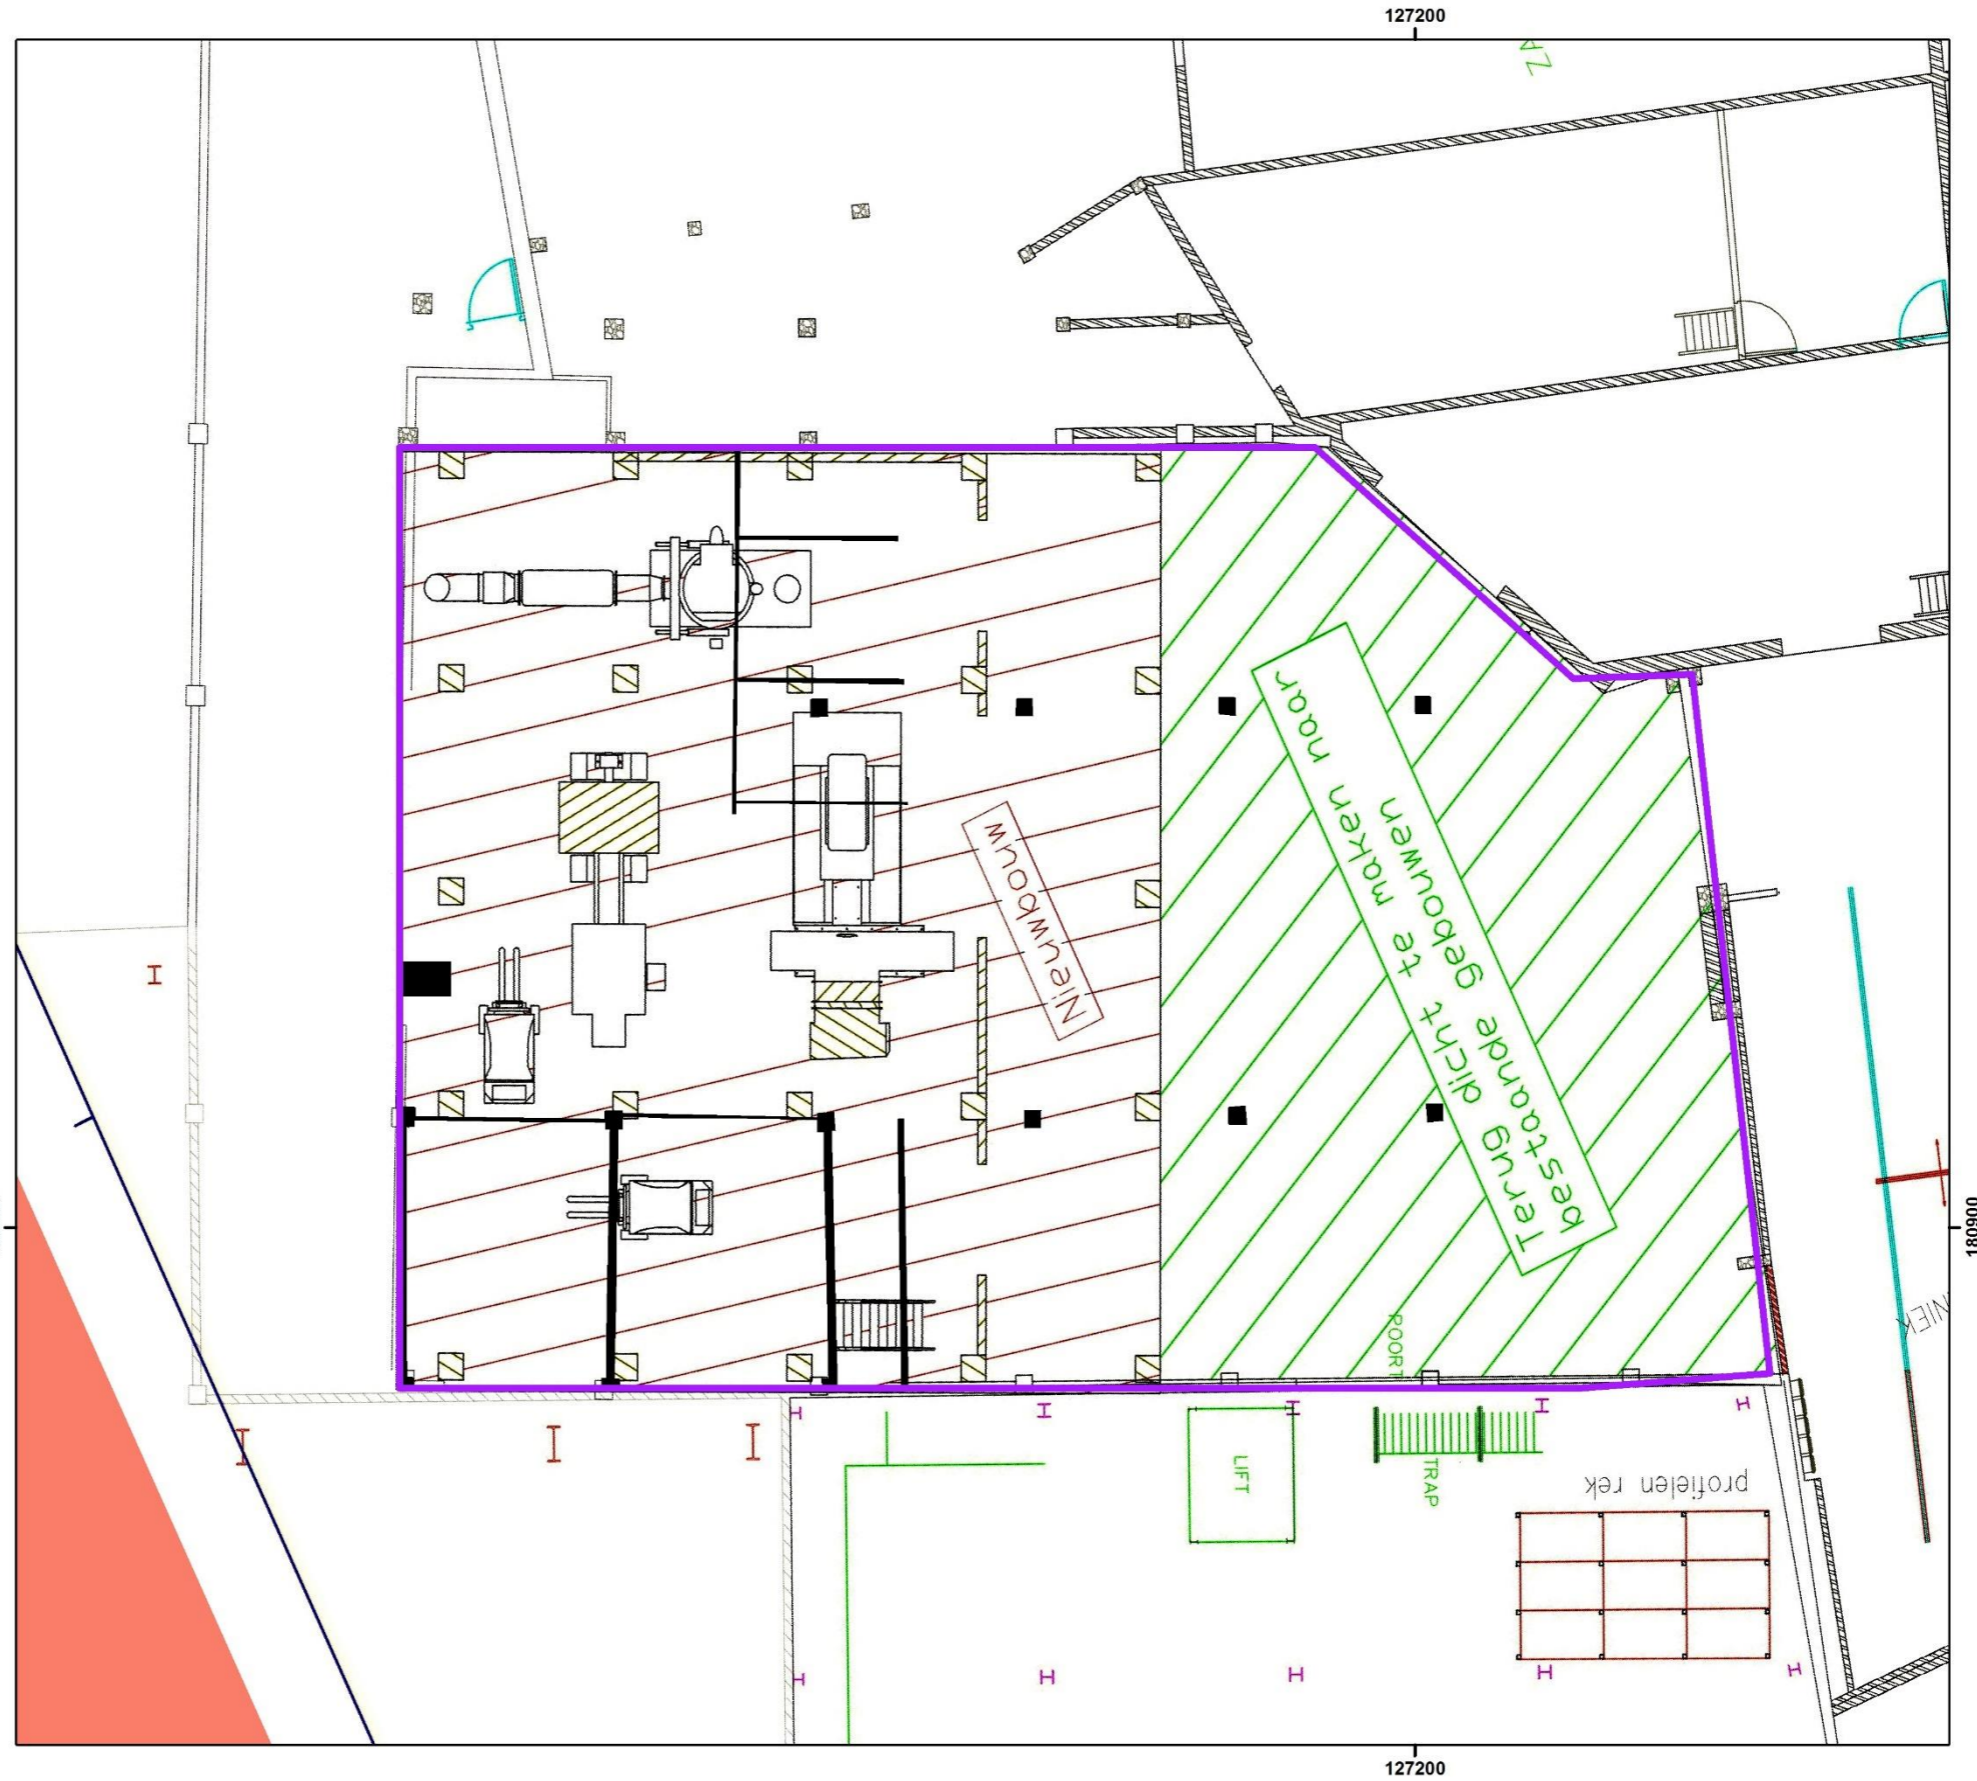 127200
ZA
Nieuwbouw
Terug dicht te maken naar
bestaande gebouwen
POORT
LIFT
TRAP
profielen rek
NIEK
180900
127200